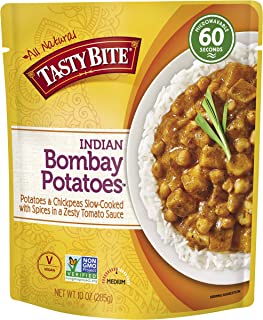 All Natural
TASTY BITE
MICROWAVABLE
60
SECONDS
INDIAN
Bombay
Potatoes
Potatoes & Chickpeas Slow-Cooked
with Spices in a Zesty Tomato Sauce
V
VEGAN
NON
GMO
Project
VERIFIED
MEDIUM
NET WT 10 OZ (285g)